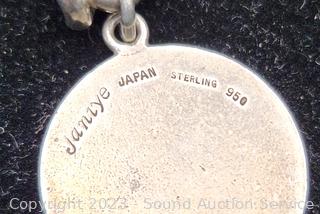 Janiye JAPAN STERLING 950
Copyright 2023 - Sound Auction Service